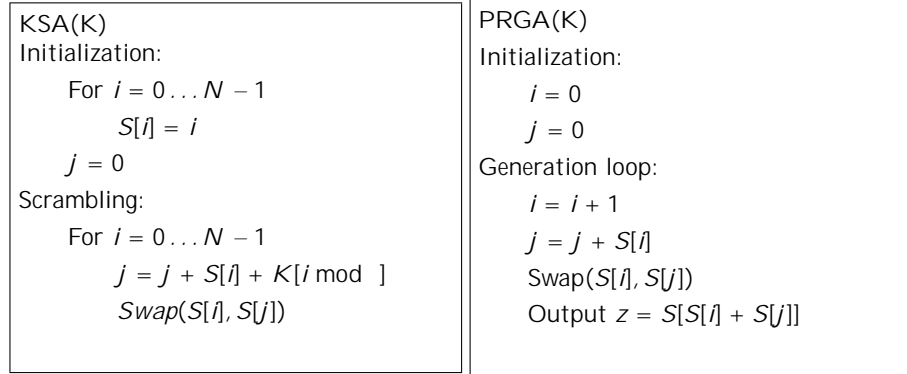 KSA(K)
Initialization:
For i = 0 . . . N − 1
S[i] = i
j = 0
Scrambling:
For i = 0 . . . N − 1
j = j + S[i] + K[i mod ]
Swap(S[i], S[j])
PRGA(K)
Initialization:
i = 0
j = 0
Generation loop:
i = i + 1
j = j + S[i]
Swap(S[i], S[j])
Output z = S[S[i] + S[j]]